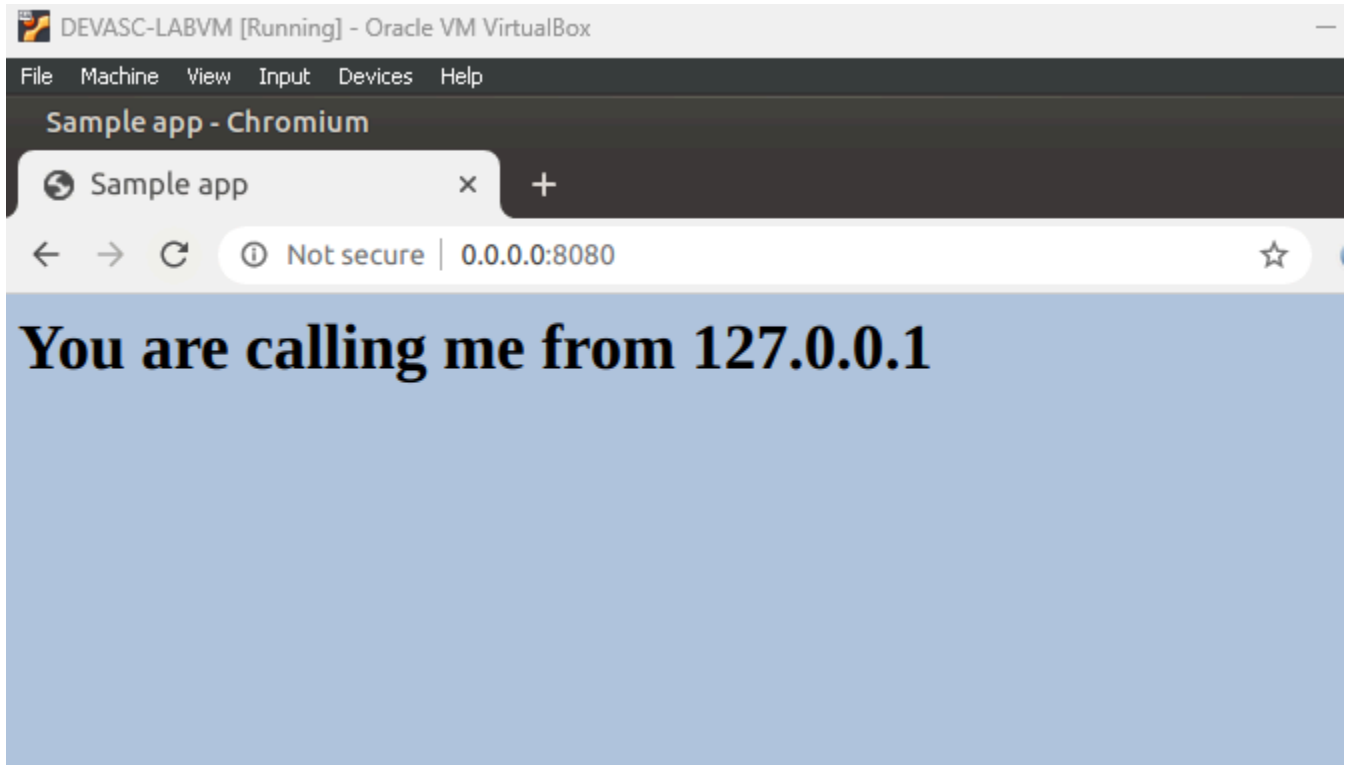 DEVASC-LABVM [Running] - Oracle VM VirtualBox
File Machine View Input Devices Help
Sample app - Chromium
Sample app
Not secure 0.0.0.0:8080
You are calling me from 127.0.0.1